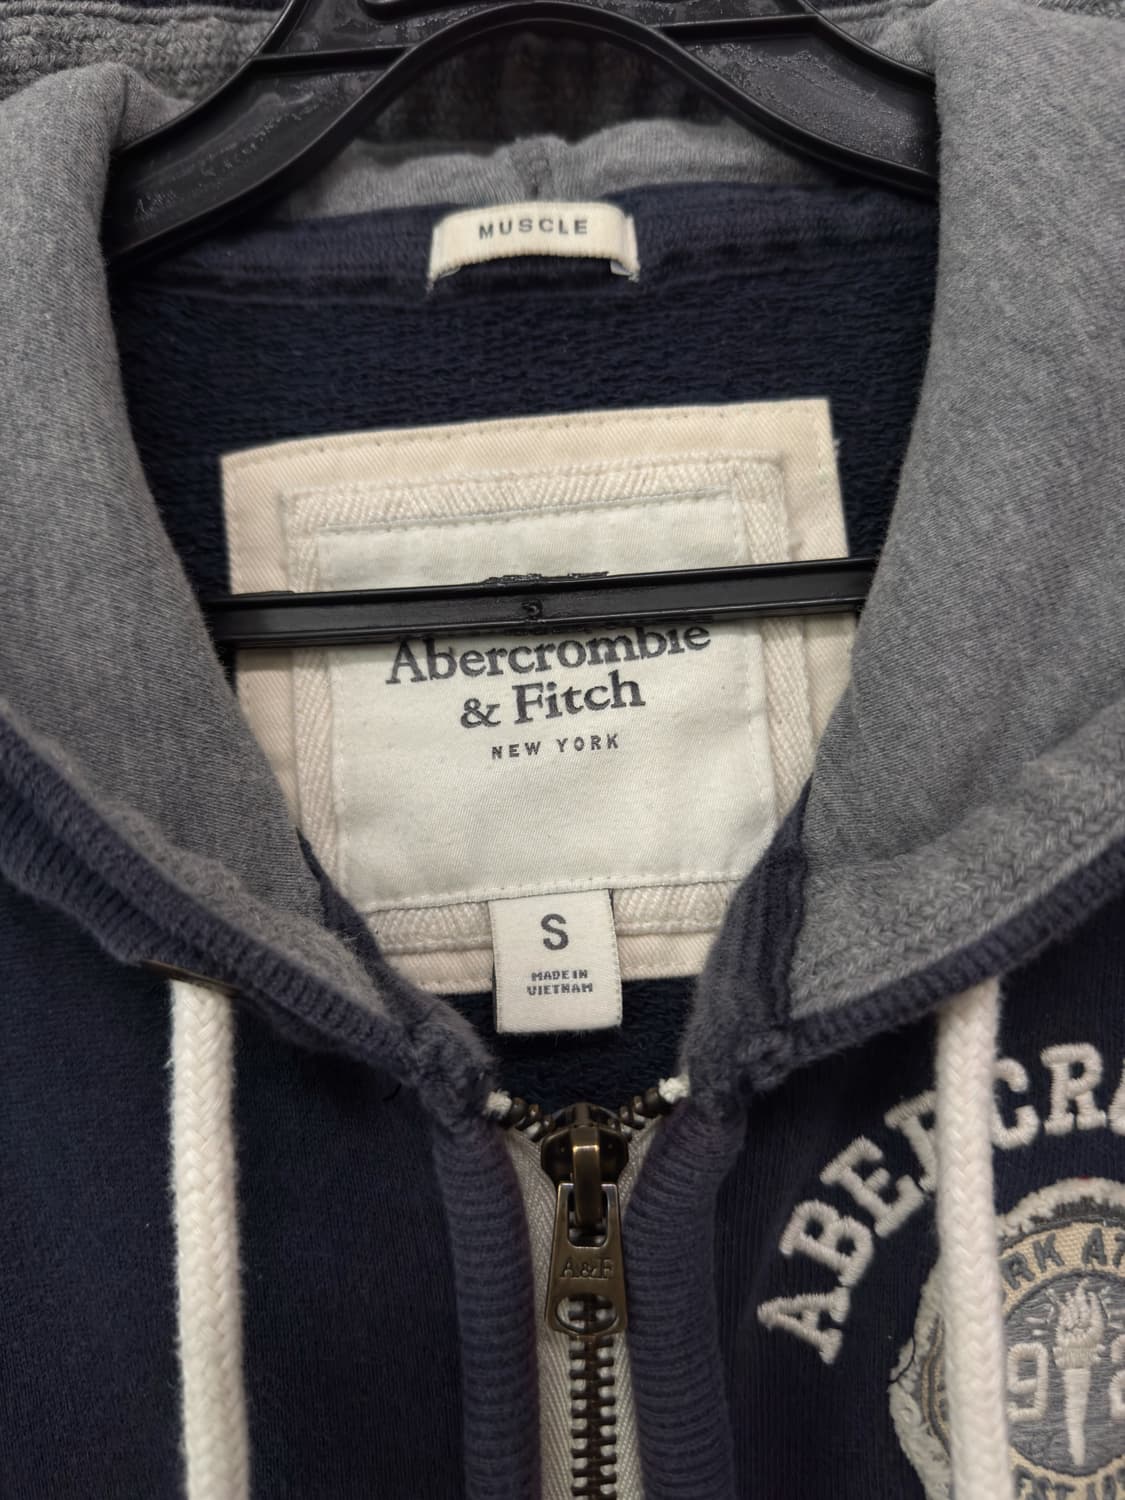 MUSCLE
Abercrombie
& Fitch
NEW YORK
S
MADE IN
VIETNAM
A&F